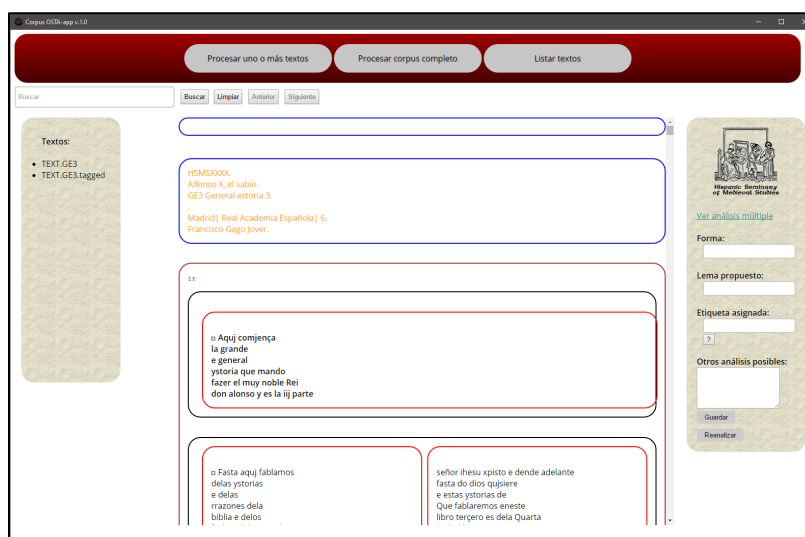 Corpus OSTA-app v.1.0
Procesar uno o más textos
Procesar corpus completo
Listar textos
Buscar
Buscar
Limpiar
Anterior
Siguiente
Textos:
TEXT.GE3
TEXT.GE3.tagged
HSMSXXXX.
Alfonso X, el sabio.
GE3 General estoria 3.
.
Madrid| Real Academia Española| 6.
Francisco Gago Jover.
1r
Aquj comjença
la grande
e general
ystoria que mando
fazer el muy noble Rei
don alonso y es la iij parte
Fasta aquj fablamos
delas ystorias
e delas
rrazones dela
biblia e delos
señor ihesu xpisto e dende adelante
fasta do dios qujsiere
e estas ystorias de
Que fablaremos eneste
libro terçero es dela Quarta
Hispanic Seminary
of Medieval Studies
Ver análisis múltiple
Forma:
Lema propuesto:
Etiqueta asignada:
?
Otros análisis posibles:
Guardar
Reanalizar